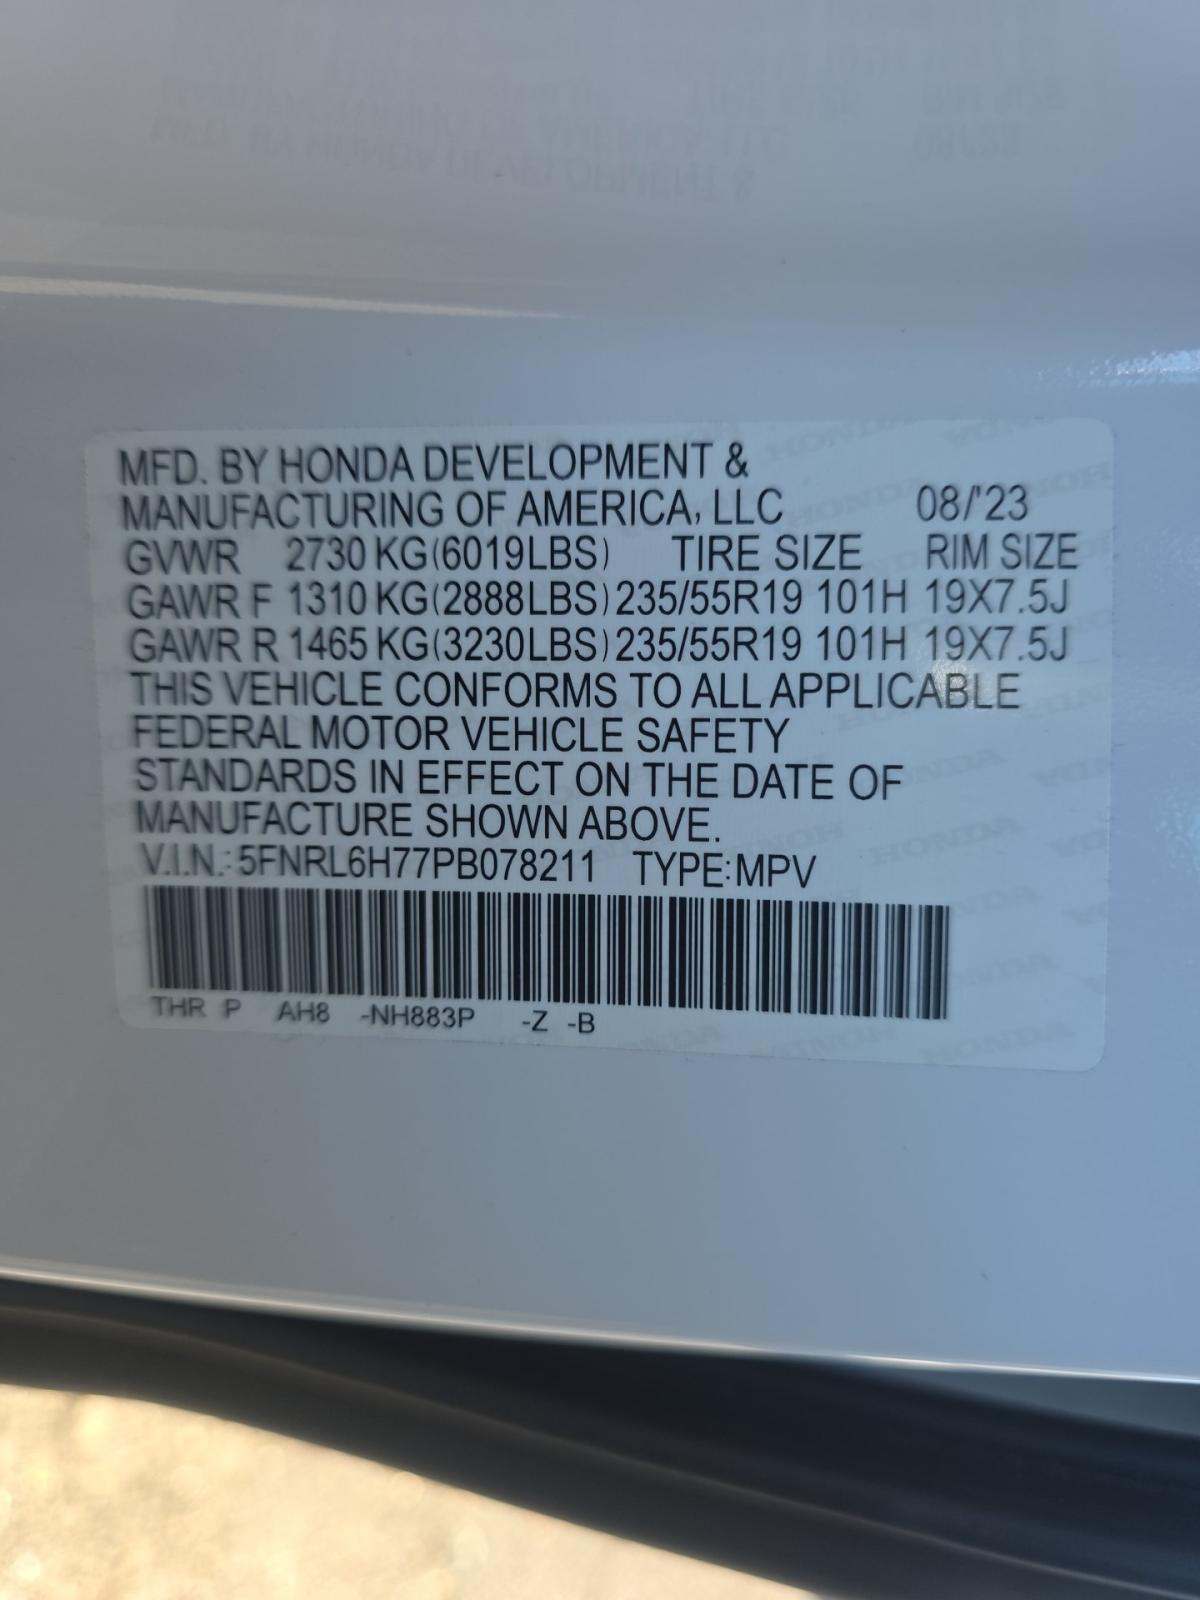 MFD. BY HONDA DEVELOPMENT &
MANUFACTURING OF AMERICA, LLC 08/'23
GVWR 2730 KG(6019LBS) TIRE SIZE RIM SIZE
GAWR F 1310 KG(2888LBS) 235/55R19 101H 19X7.5J
GAWR R 1465 KG(3230LBS) 235/55R19 101H 19X7.5J
THIS VEHICLE CONFORMS TO ALL APPLICABLE
FEDERAL MOTOR VEHICLE SAFETY
STANDARDS IN EFFECT ON THE DATE OF
MANUFACTURE SHOWN ABOVE.
V.I.N.: 5FNRL6H77PB078211 TYPE:MPV
THR P AH8 -NH883P -Z -B